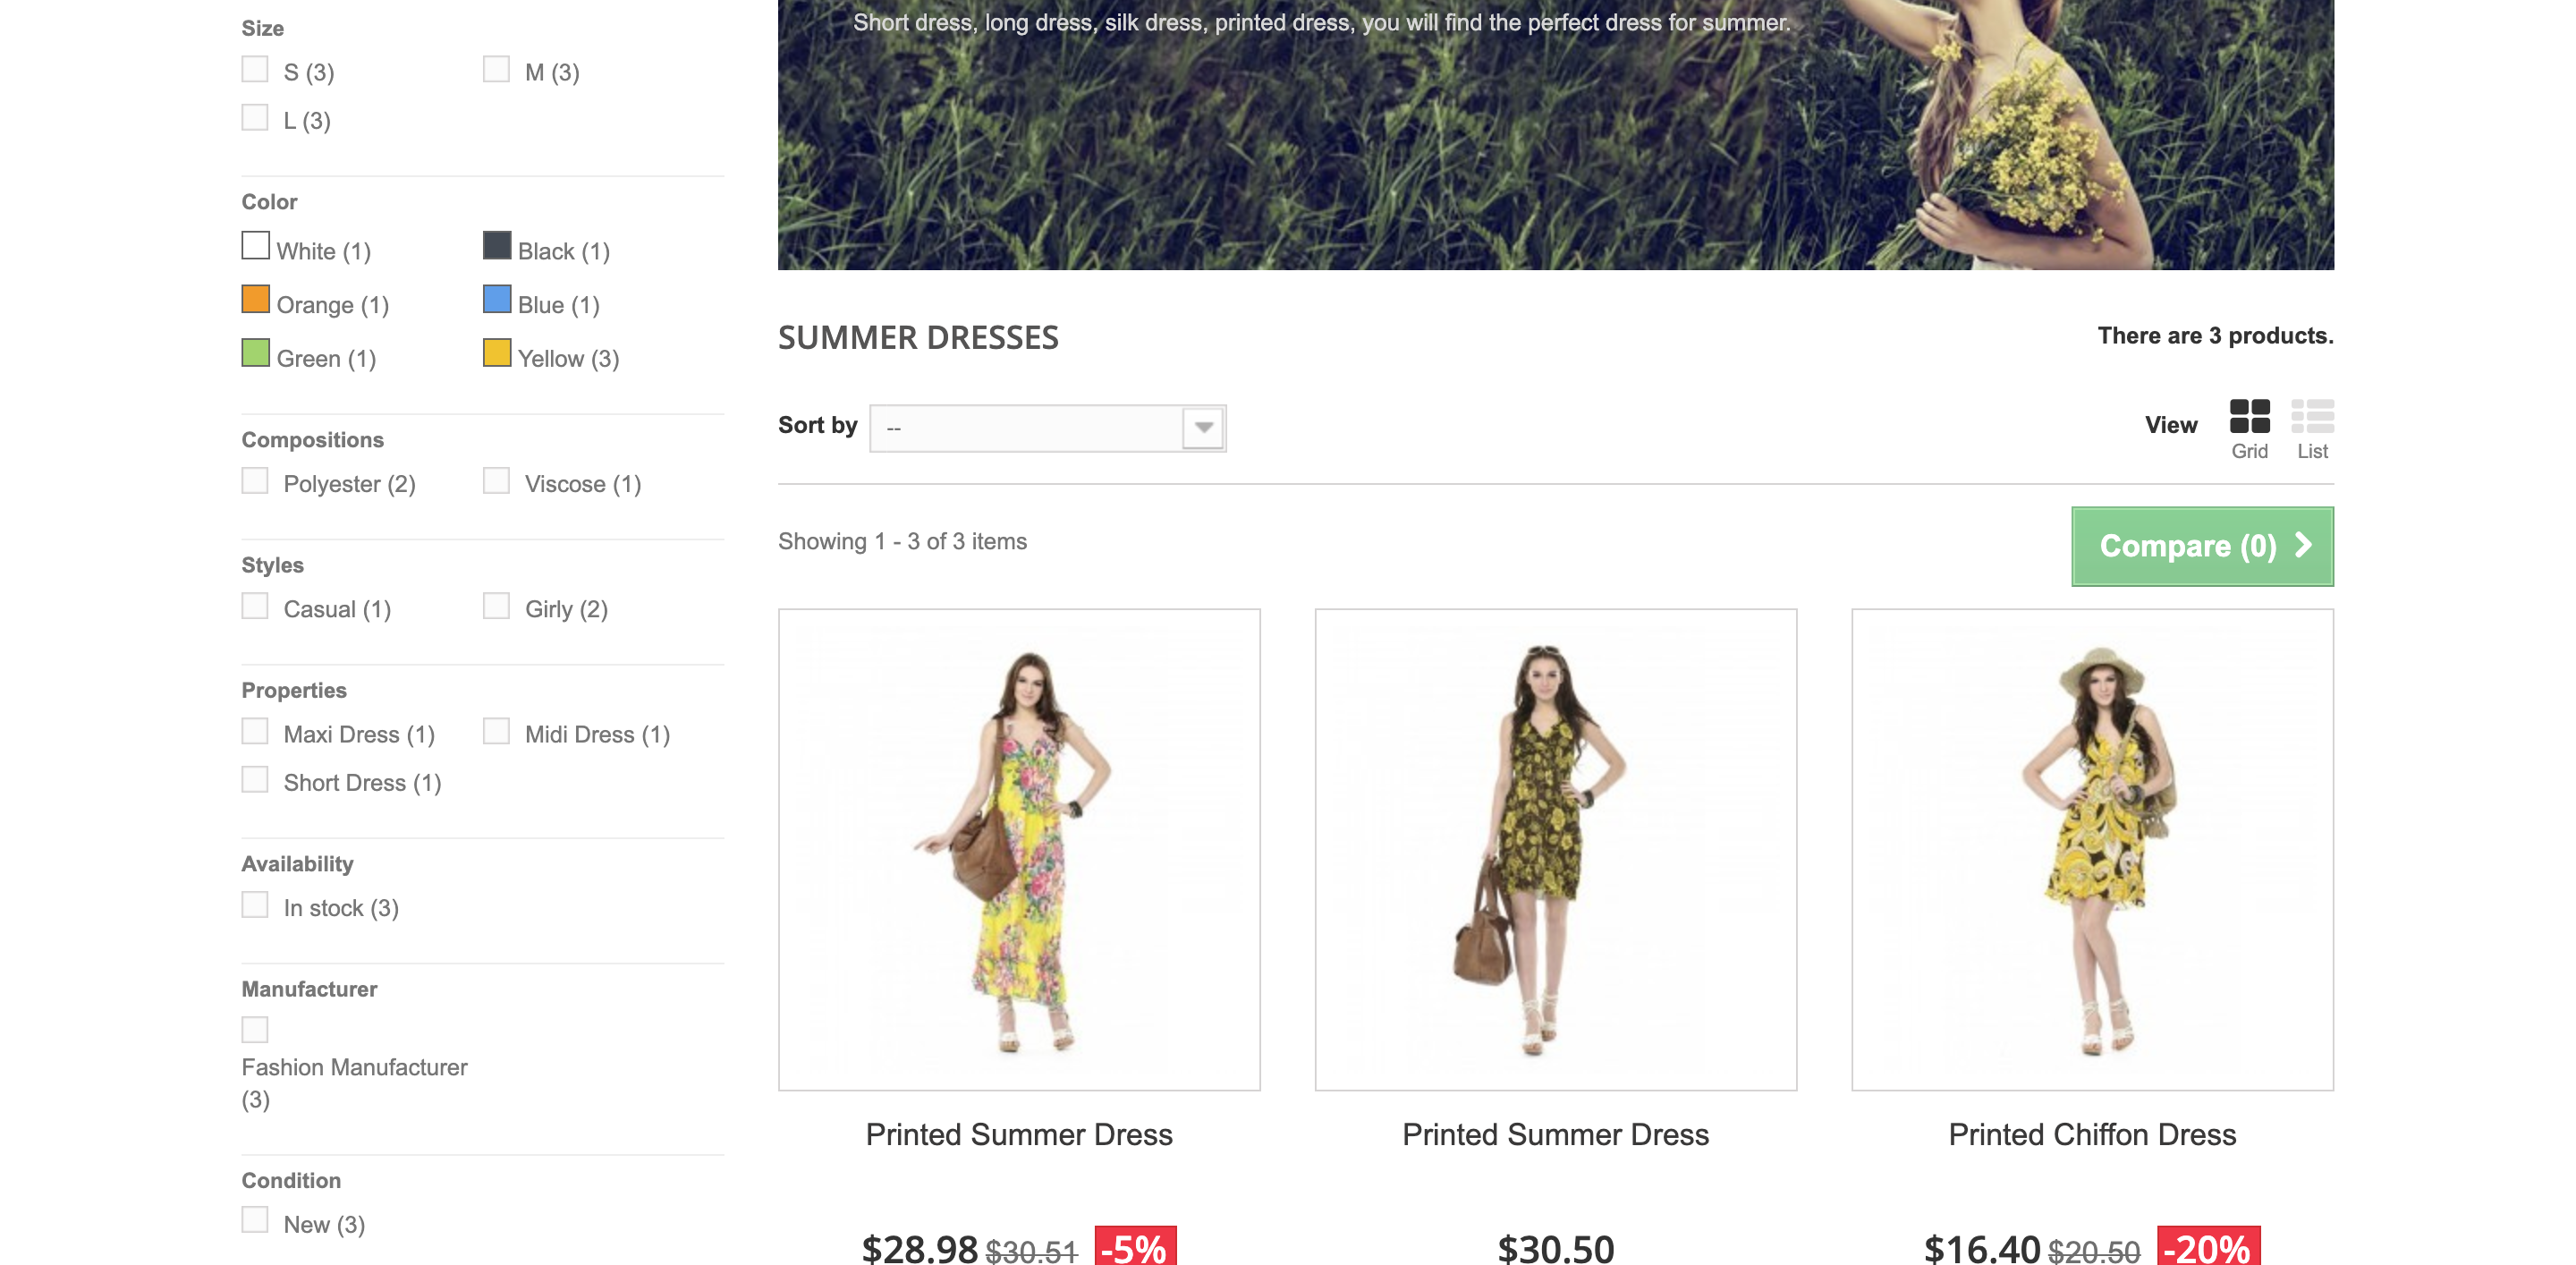 Size
S (3)
M (3)
L (3)
Color
White (1)
Black (1)
Orange (1)
Blue (1)
Green (1)
Yellow (3)
Compositions
Polyester (2)
Viscose (1)
Styles
Casual (1)
Girly (2)
Properties
Maxi Dress (1)
Midi Dress (1)
Short Dress (1)
Availability
In stock (3)
Manufacturer
Fashion Manufacturer
(3)
Condition
New (3)
Short dress, long dress, silk dress, printed dress, you will find the perfect dress for summer.
SUMMER DRESSES
There are 3 products.
Sort by
--
View
Grid
List
Showing 1 - 3 of 3 items
Compare (0)
Printed Summer Dress
$28.98 $30.51 -5%
Printed Summer Dress
$30.50
Printed Chiffon Dress
$16.40 $20.50 -20%